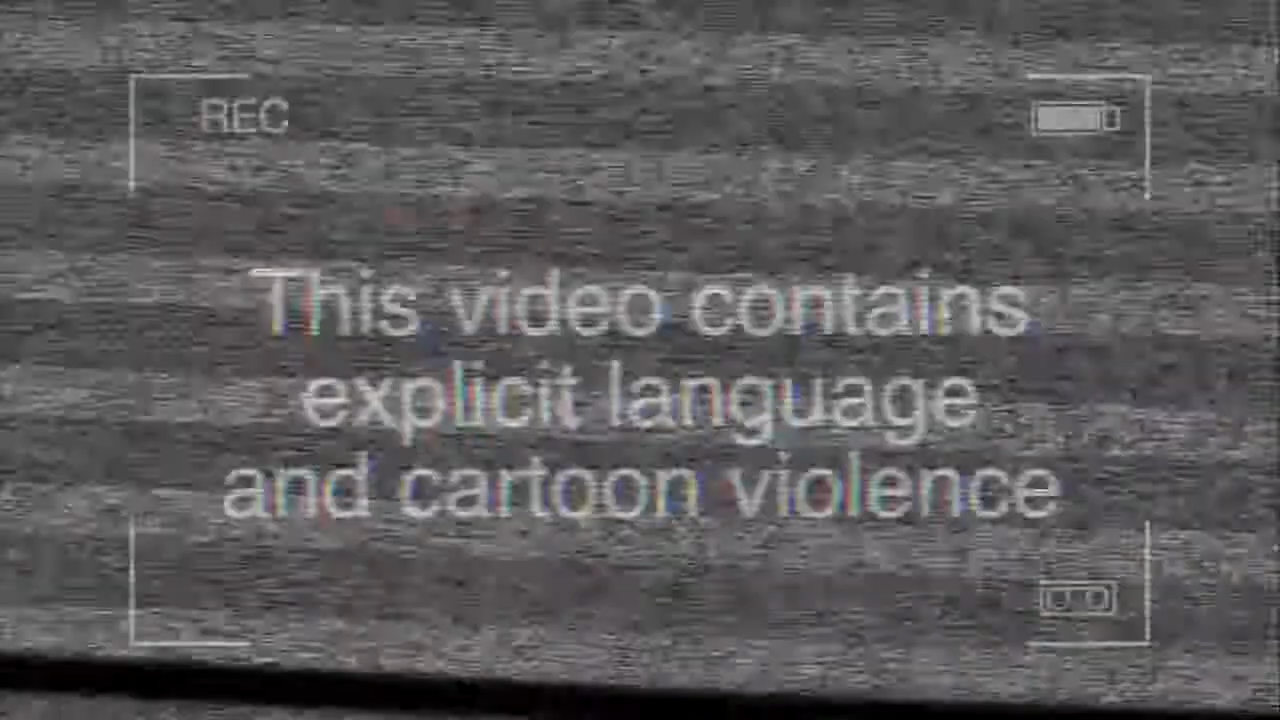 REC
This video contains
explicit language
and cartoon violence